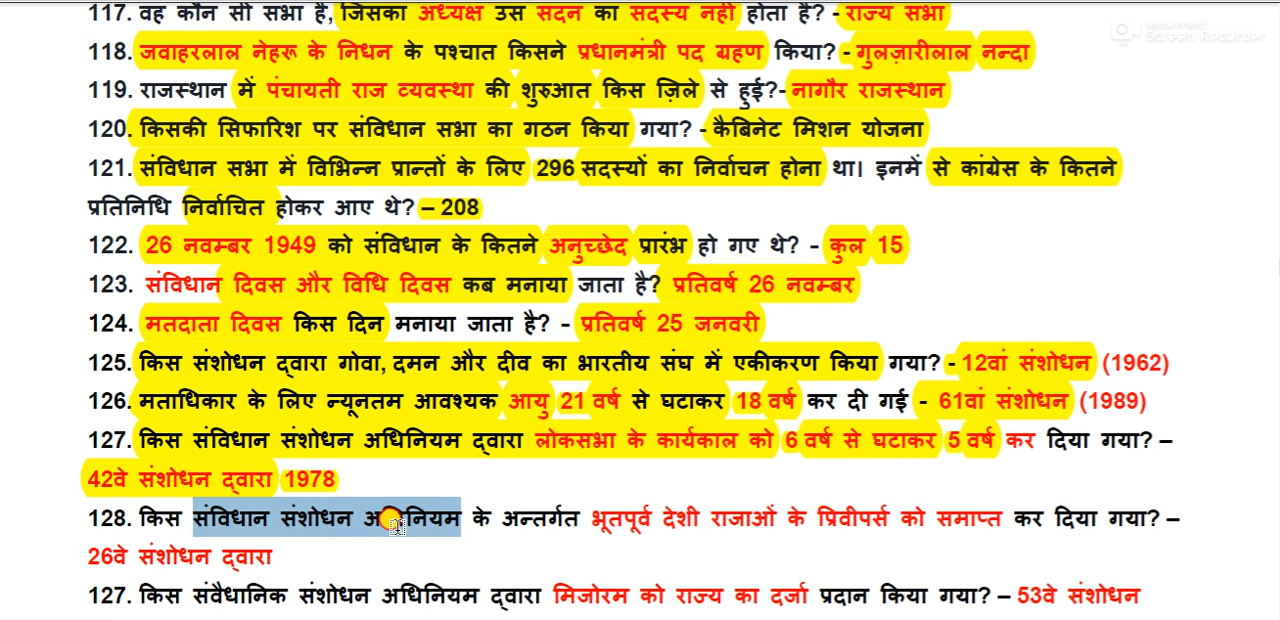 117. वह कौन सी सभा है, जिसका अध्यक्ष उस सदन का सदस्य नही होता है? - राज्य सभा
Apowersoft
Screen Recorder
118. जवाहरलाल नेहरू के निधन के पश्चात किसने प्रधानमंत्री पद ग्रहण किया? - गुलज़ारीलाल नन्दा
119. राजस्थान में पंचायती राज व्यवस्था की शुरुआत किस ज़िले से हुई?- नागौर राजस्थान
120. किसकी सिफारिश पर संविधान सभा का गठन किया गया? - कैबिनेट मिशन योजना
121. संविधान सभा में विभिन्न प्रान्तों के लिए 296 सदस्यों का निर्वाचन होना था। इनमें से कांग्रेस के कितने
प्रतिनिधि निर्वाचित होकर आए थे? – 208
122. 26 नवम्बर 1949 को संविधान के कितने अनुच्छेद प्रारंभ हो गए थे? - कुल 15
123. संविधान दिवस और विधि दिवस कब मनाया जाता है? प्रतिवर्ष 26 नवम्बर
124. मतदाता दिवस किस दिन मनाया जाता है? - प्रतिवर्ष 25 जनवरी
125. किस संशोधन द्वारा गोवा, दमन और दीव का भारतीय संघ में एकीकरण किया गया? - 12वां संशोधन (1962)
126. मताधिकार के लिए न्यूनतम आवश्यक आयु 21 वर्ष से घटाकर 18 वर्ष कर दी गई - 61वां संशोधन (1989)
127. किस संविधान संशोधन अधिनियम द्वारा लोकसभा के कार्यकाल को 6 वर्ष से घटाकर 5 वर्ष कर दिया गया? –
42वे संशोधन द्वारा 1978
128. किस संविधान संशोधन अधिनियम के अन्तर्गत भूतपूर्व देशी राजाओं के प्रिवीपर्स को समाप्त कर दिया गया? –
26वे संशोधन द्वारा
127. किस संवैधानिक संशोधन अधिनियम द्वारा मिजोरम को राज्य का दर्जा प्रदान किया गया? – 53वे संशोधन